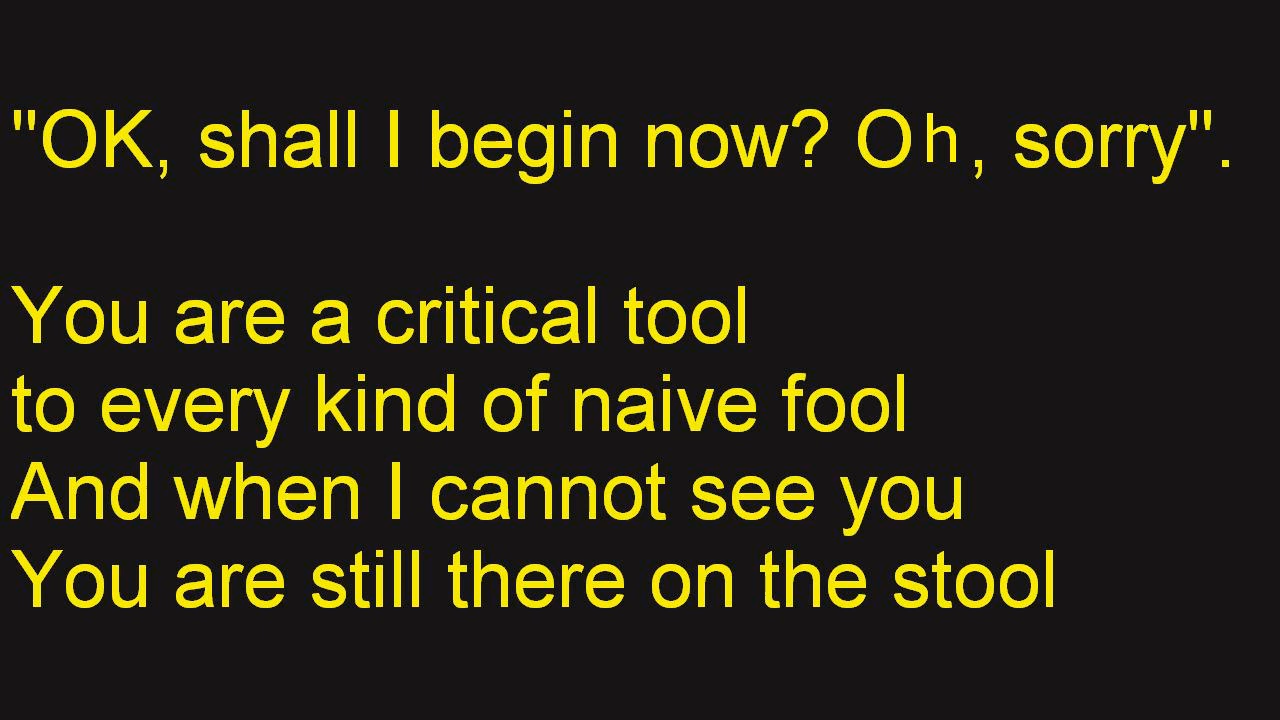 "OK, shall I begin now? Oh, sorry".
You are a critical tool
to every kind of naive fool
And when I cannot see you
You are still there on the stool